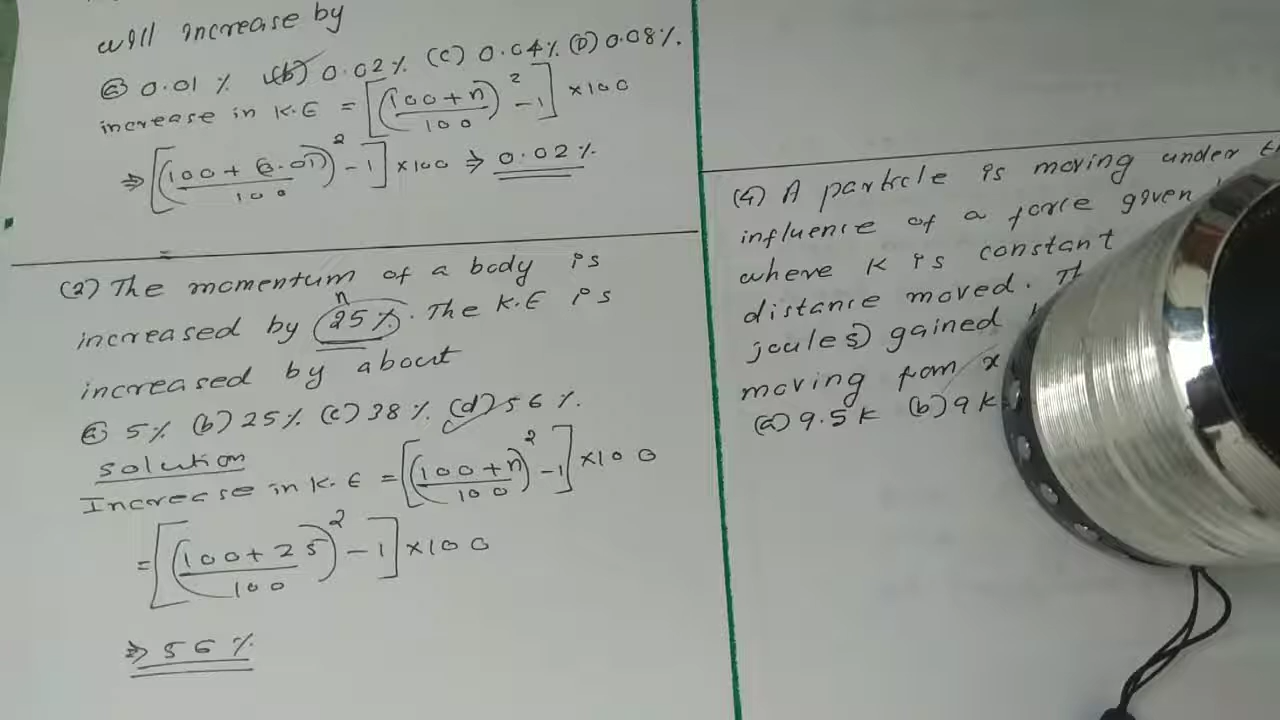 will increase by
(a) 0.01 % (b) 0.02 % (c) 0.04 % (D) 0.08 %.
increase in K.E = [((100+n)/100)² - 1] ×100
⇒ [((100 + 0.01)/100)² - 1] × 100 ⇒ 0.02 %.
=
(2) The momentum of a body is
n
increased by 25 %. The K.E is
increased by about
(a) 5% (b) 25 % (c) 38 % (d) 56 %.
solution
Increase in K.E = [((100+n)/100)² - 1] ×100
= [((100+25)/100)² - 1] ×100
⇒ 56 %
(4) A particle is moving under
influence of a force given
where K is constant
distance moved.
joules) gained
moving from x
(a) 9.5 K (b) 9 K